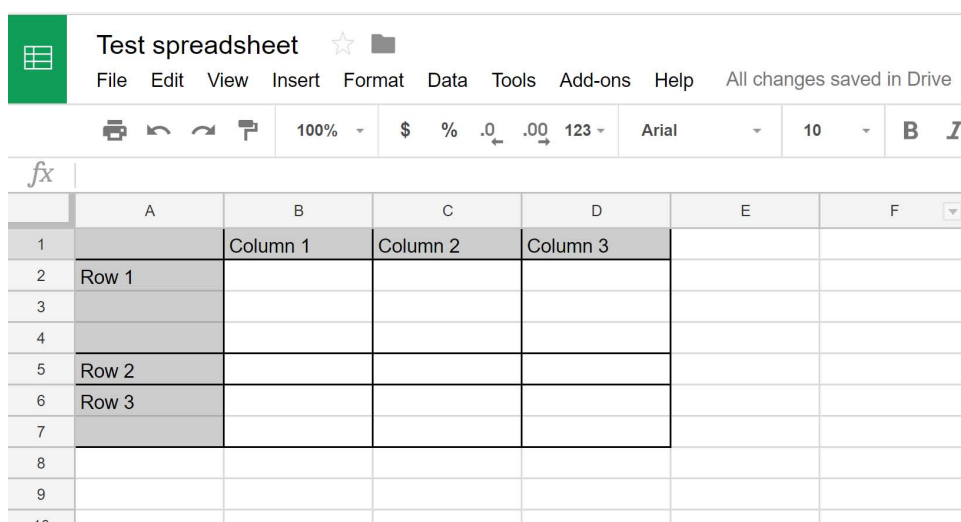 Test spreadsheet
File Edit View Insert Format Data Tools Add-ons Help All changes saved in Drive
100% $ % .0 .00 123 Arial 10 B I
fx
A B C D E F
1 Column 1 Column 2 Column 3
2 Row 1
3
4
5 Row 2
6 Row 3
7
8
9